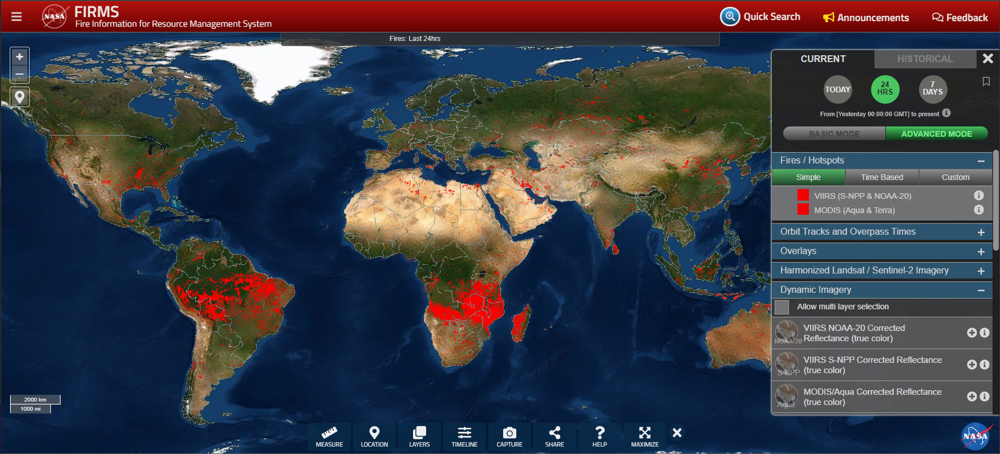 NASA
FIRMS
Fire Information for Resource Management System
Quick Search
Announcements
Feedback
Fires: Last 24hrs
+
−
CURRENT
HISTORICAL
TODAY
24
HRS
7
DAYS
From [Yesterday 00:00:00 GMT] to present
BASIC MODE
ADVANCED MODE
Fires / Hotspots
Simple
Time Based
Custom
VIIRS (S-NPP & NOAA-20)
MODIS (Aqua & Terra)
Orbit Tracks and Overpass Times
Overlays
Harmonized Landsat / Sentinel-2 Imagery
Dynamic Imagery
Allow multi layer selection
NOAA-20
VIIRS NOAA-20 Corrected
Reflectance (true color)
S-NPP
VIIRS S-NPP Corrected Reflectance
(true color)
Aqua
MODIS/Aqua Corrected Reflectance
(true color)
2000 km
1000 mi
MEASURE
LOCATION
LAYERS
TIMELINE
CAPTURE
SHARE
HELP
MAXIMIZE
NASA